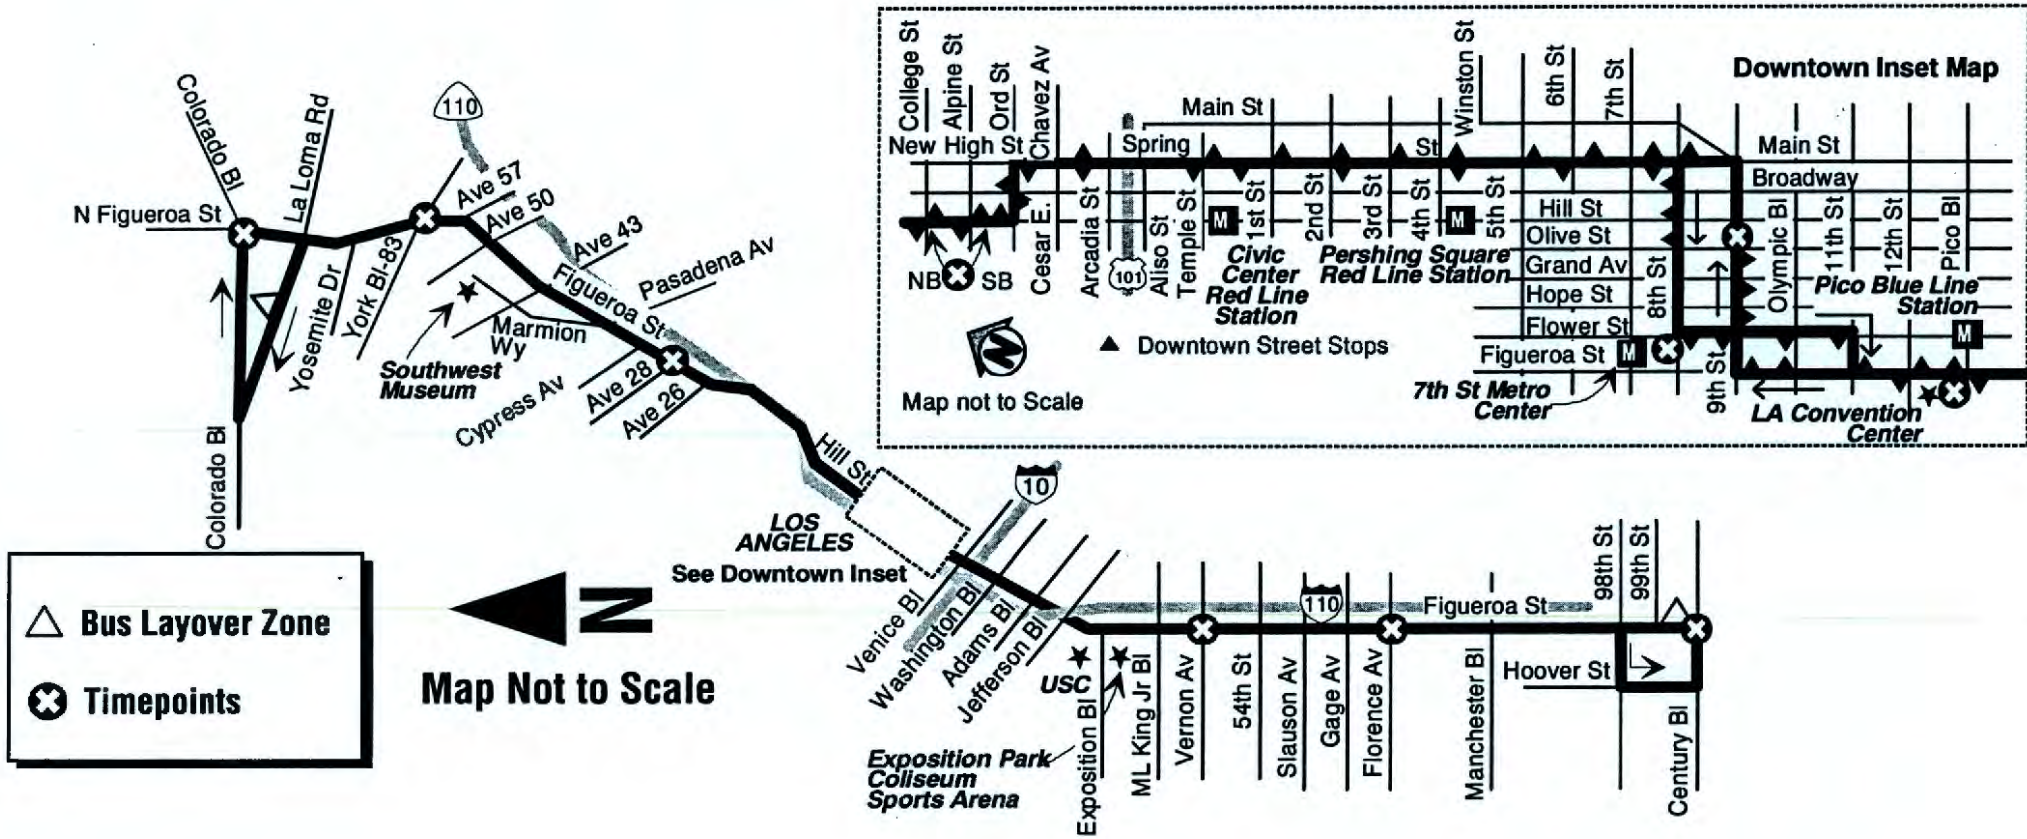 Colorado Bl
N Figueroa St
La Loma Rd
110
Ave 57
Ave 50
Ave 43
Pasadena Av
Figueroa St
Yosemite Dr
York Bl-83
Southwest
Museum
Marmion
Wy
Cypress Av
Ave 28
Ave 26
Colorado Bl
Hill St
LOS
ANGELES
See Downtown Inset
Downtown Inset Map
College St
Alpine St
Ord St
Cesar E. Chavez Av
New High St
Main St
Spring
St
Winston St
6th St
7th St
Main St
Broadway
Hill St
Olive St
Grand Av
Hope St
Flower St
Figueroa St
Arcadia St
101
Aliso St
Temple St
M
1st St
2nd St
3rd St
4th St
M
5th St
8th St
9th St
Olympic Bl
11th St
12th St
Pico Bl
NB
SB
Civic
Center
Red Line
Station
Pershing Square
Red Line Station
Pico Blue Line
Station
M
N
Downtown Street Stops
Map not to Scale
M
7th St Metro
Center
LA Convention
Center
Bus Layover Zone
Timepoints
N
Map Not to Scale
10
Venice Bl
Washington Bl
Adams Bl
Jefferson Bl
USC
Exposition Park
Coliseum
Sports Arena
Exposition Bl
ML King Jr Bl
Vernon Av
54th St
Slauson Av
Gage Av
Florence Av
110
Figueroa St
Manchester Bl
Hoover St
98th St
99th St
Century Bl